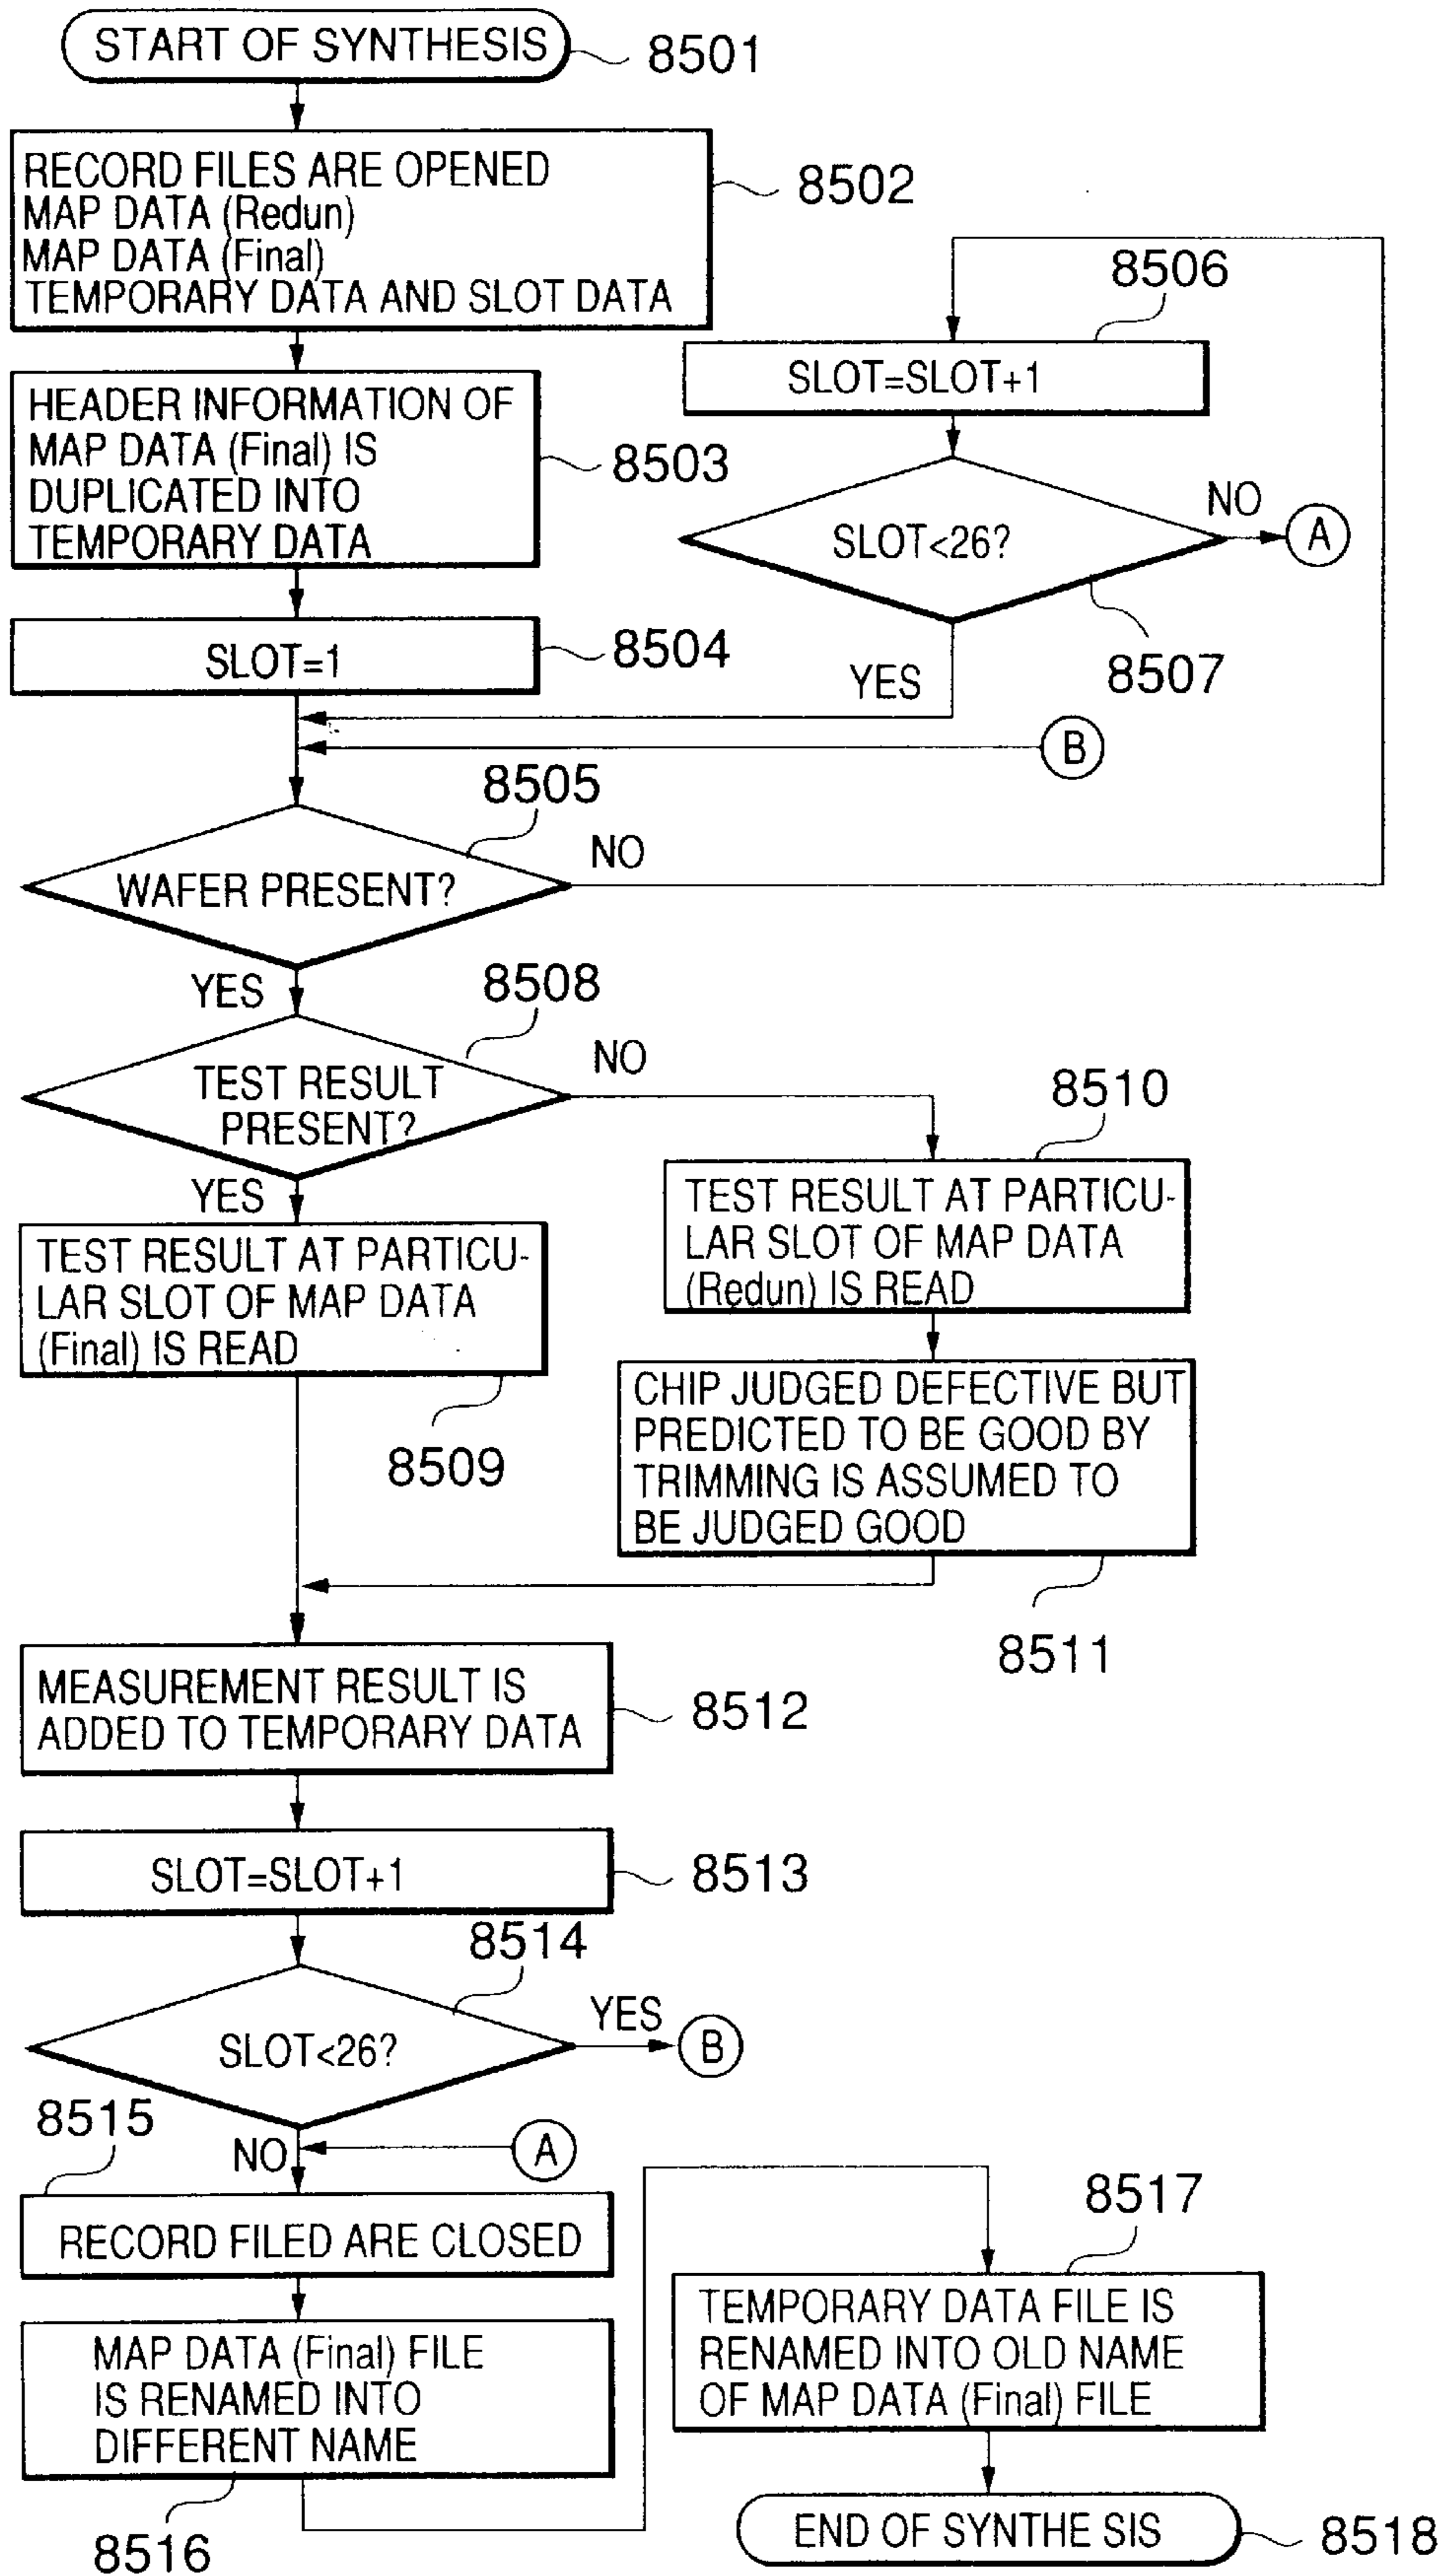 START OF SYNTHESIS
8501
RECORD FILES ARE OPENED
MAP DATA (Redun)
MAP DATA (Final)
TEMPORARY DATA AND SLOT DATA
8502
HEADER INFORMATION OF
MAP DATA (Final) IS
DUPLICATED INTO
TEMPORARY DATA
8503
SLOT=1
8504
8506
SLOT=SLOT+1
SLOT<26?
NO
A
8507
YES
B
8505
WAFER PRESENT?
NO
YES
8508
TEST RESULT
PRESENT?
NO
YES
8510
TEST RESULT AT PARTICU-
LAR SLOT OF MAP DATA
(Redun) IS READ
TEST RESULT AT PARTICU-
LAR SLOT OF MAP DATA
(Final) IS READ
8509
CHIP JUDGED DEFECTIVE BUT
PREDICTED TO BE GOOD BY
TRIMMING IS ASSUMED TO
BE JUDGED GOOD
8511
MEASUREMENT RESULT IS
ADDED TO TEMPORARY DATA
8512
SLOT=SLOT+1
8513
8514
SLOT<26?
YES
B
8515
NO
A
RECORD FILED ARE CLOSED
MAP DATA (Final) FILE
IS RENAMED INTO
DIFFERENT NAME
8516
8517
TEMPORARY DATA FILE IS
RENAMED INTO OLD NAME
OF MAP DATA (Final) FILE
END OF SYNTHE SIS
8518